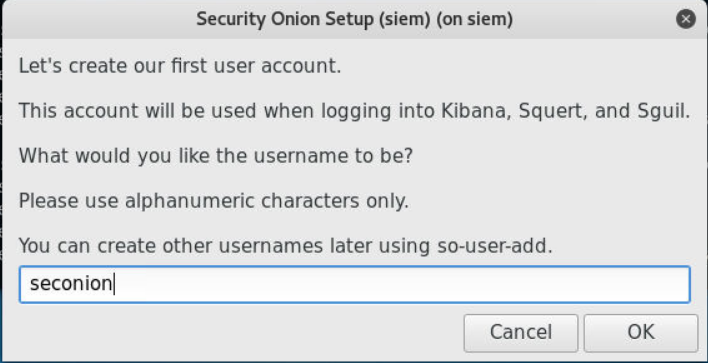 Security Onion Setup (siem) (on siem)
Let's create our first user account.
This account will be used when logging into Kibana, Squert, and Sguil.
What would you like the username to be?
Please use alphanumeric characters only.
You can create other usernames later using so-user-add.
seconion
Cancel OK